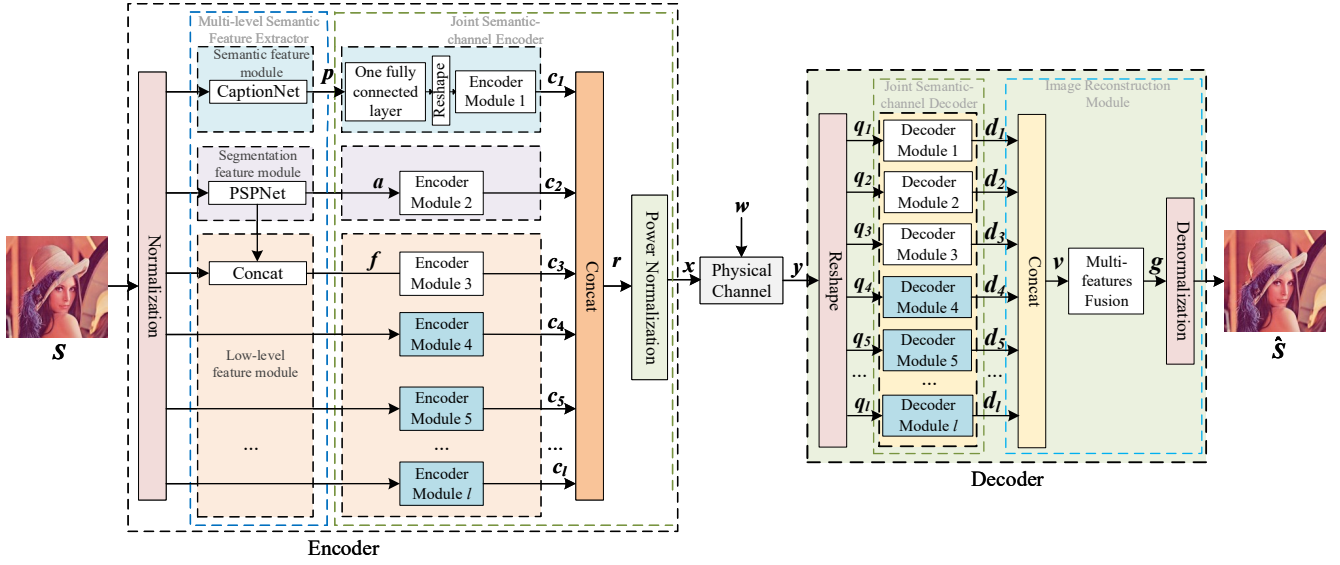 Multi-level Semantic
Feature Extractor
Joint Semantic-
channel Encoder
Semantic feature
module
CaptionNet
p
One fully
connected
layer
Reshape
Encoder
Module 1
c1
Segmentation
feature module
PSPNet
a
Encoder
Module 2
c2
Concat
f
Encoder
Module 3
c3
Encoder
Module 4
c4
Low-level
feature module
Encoder
Module 5
c5
...
...
...
Encoder
Module l
cl
Normalization
S
Concat
r
Power Normalization
x
Encoder
w
Physical
Channel
y
Joint Semantic-
channel Decoder
Image Reconstruction
Module
Reshape
q1
Decoder
Module 1
d1
q2
Decoder
Module 2
d2
q3
Decoder
Module 3
d3
q4
Decoder
Module 4
d4
q5
Decoder
Module 5
d5
...
...
...
ql
Decoder
Module l
dl
Concat
v
Multi-
features
Fusion
g
Denormalization
ŝ
Decoder